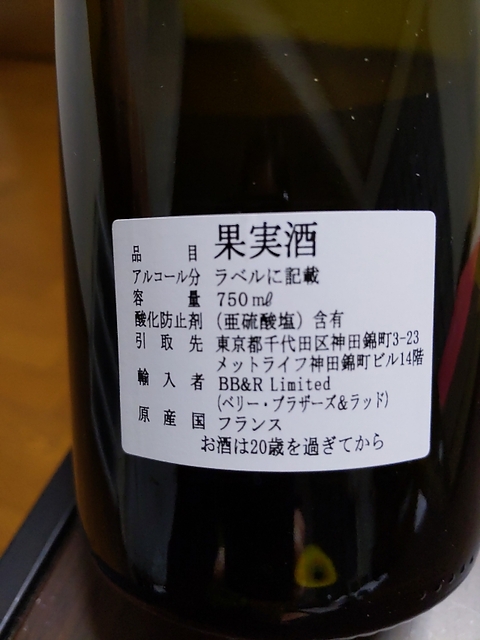 品目 果実酒
アルコール分 ラベルに記載
容量 750㎖
酸化防止剤 (亜硫酸塩) 含有
引取先 東京都千代田区神田錦町3-23
メットライフ神田錦町ビル14階
輸入者 BB&R Limited
(ベリー・ブラザーズ&ラッド)
原産国 フランス
お酒は20歳を過ぎてから